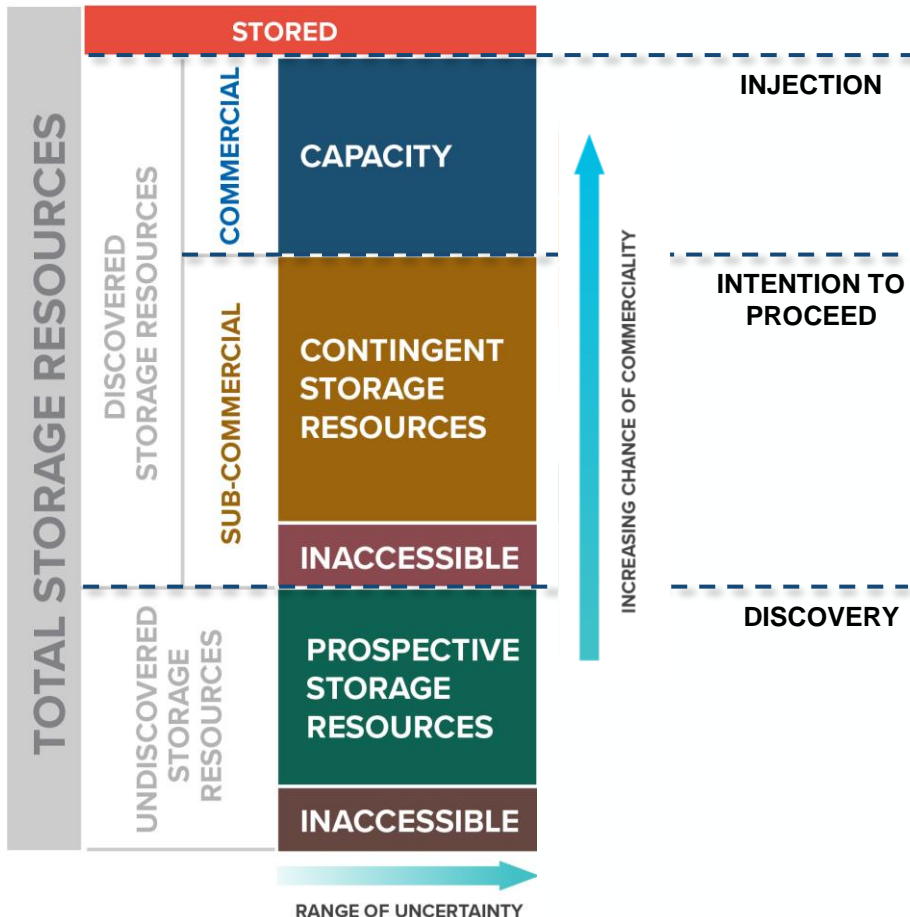 TOTAL STORAGE RESOURCES
STORED
INJECTION
DISCOVERED
STORAGE RESOURCES
COMMERCIAL
CAPACITY
INTENTION TO
PROCEED
SUB-COMMERCIAL
CONTINGENT
STORAGE
RESOURCES
INACCESSIBLE
INCREASING CHANCE OF COMMERCIALITY
DISCOVERY
UNDISCOVERED
STORAGE
RESOURCES
PROSPECTIVE
STORAGE
RESOURCES
INACCESSIBLE
RANGE OF UNCERTAINTY